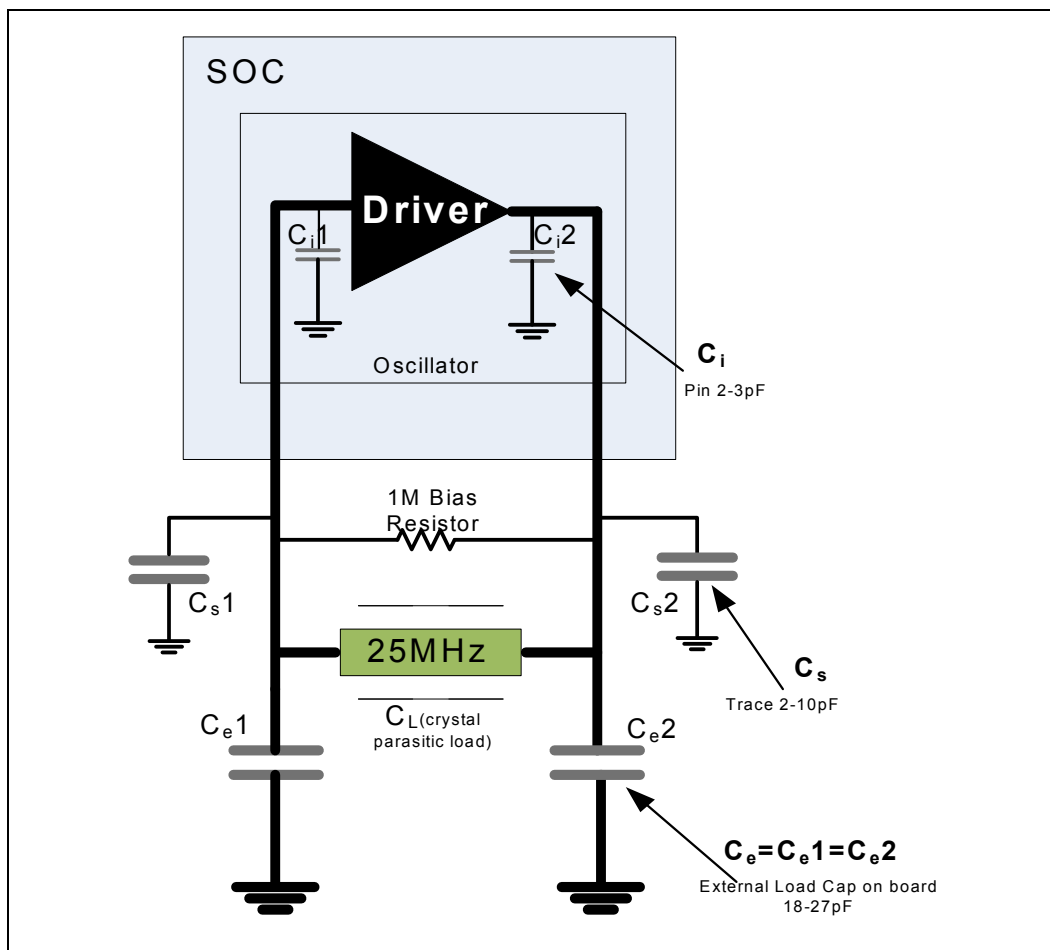 SOC
Driver
Ci1
Ci2
Oscillator
Ci
Pin 2-3pF
1M Bias
Resistor
Cs1
Cs2
25MHz
Cs
Trace 2-10pF
CL(crystal
parasitic load)
Ce1
Ce2
Ce=Ce1=Ce2
External Load Cap on board
18-27pF